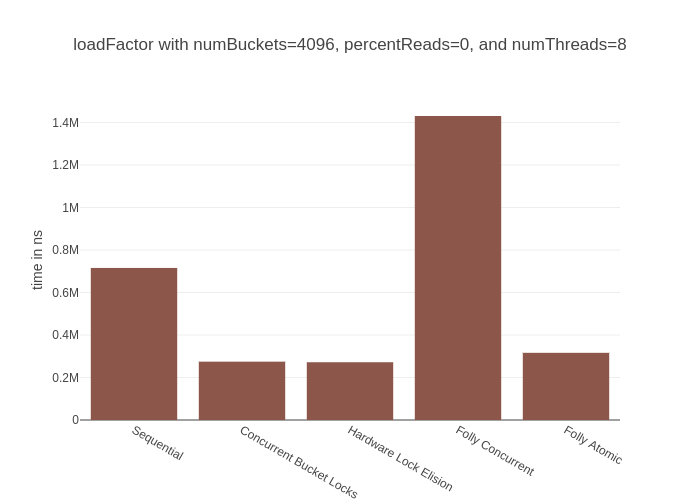 loadFactor with numBuckets=4096, percentReads=0, and numThreads=8
1.4M
1.2M
1M
0.8M
0.6M
0.4M
0.2M
0
time in ns
Sequential
Concurrent Bucket Locks
Hardware Lock Elision
Folly Concurrent
Folly Atomic